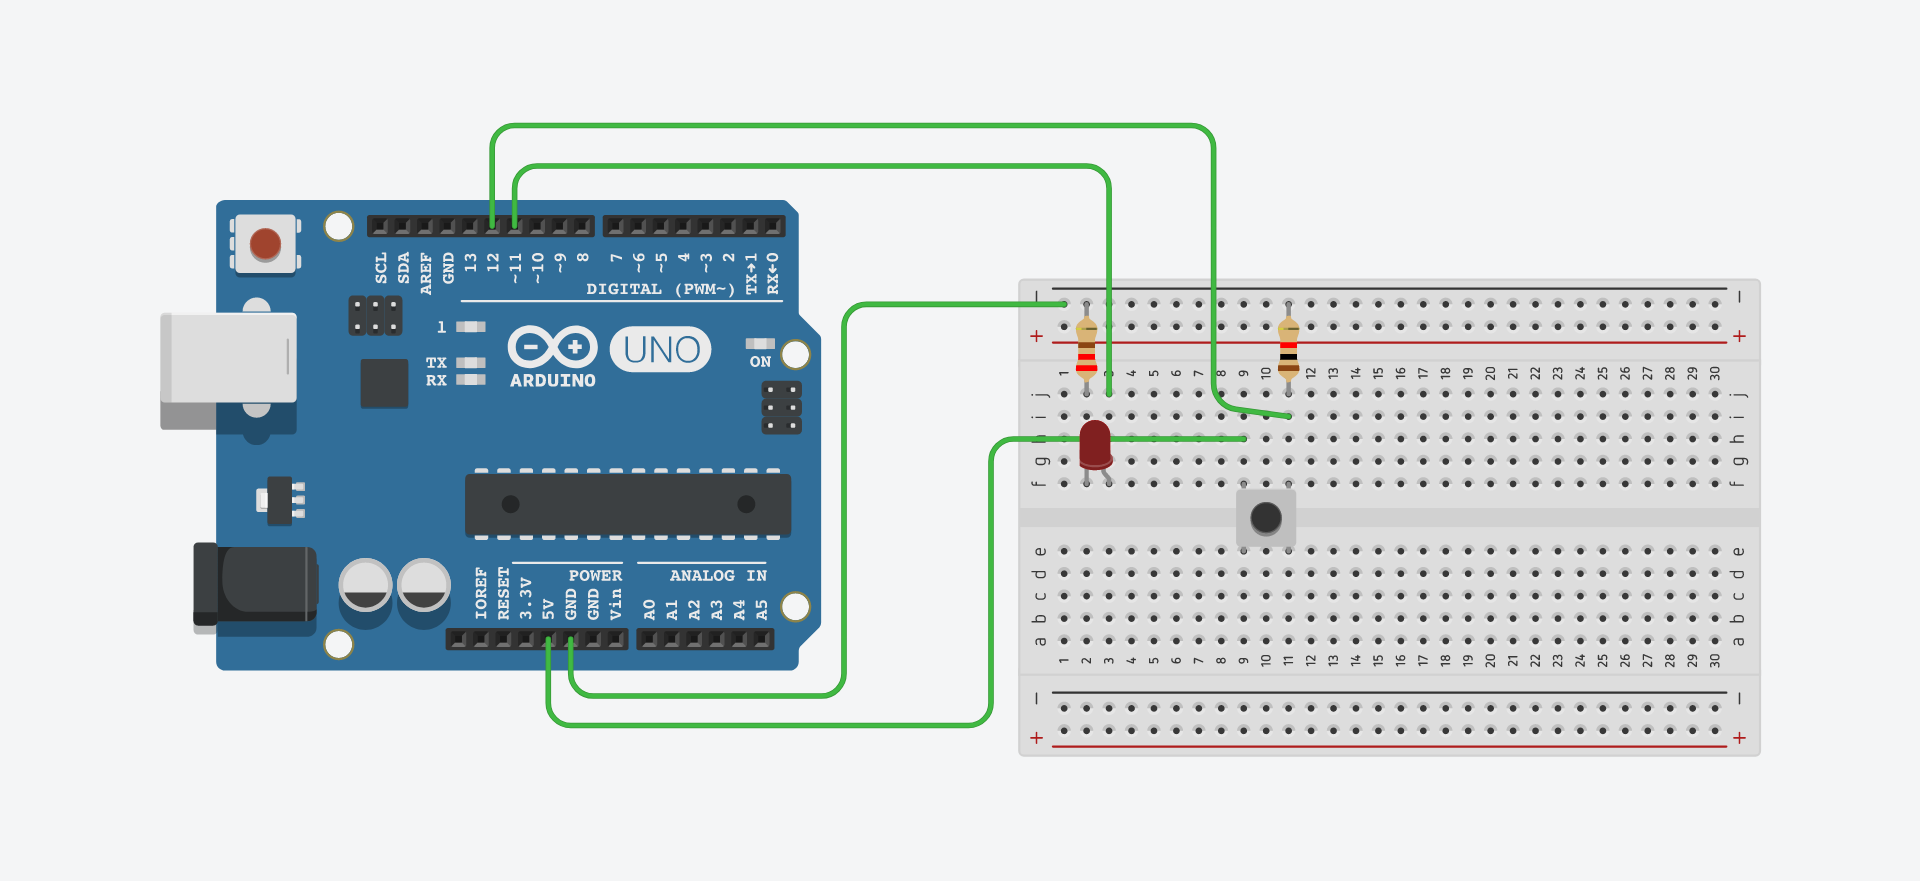 SCL
SDA
AREF
GND
13
12
~11
~10
~9
8
7
~6
~5
4
~3
2
TX→1
RX←0
DIGITAL (PWM~)
1
TX
RX
UNO
ARDUINO
ON
IOREF
RESET
3.3V
5V
GND
GND
Vin
POWER
A0
A1
A2
A3
A4
A5
ANALOG IN
− −
+ +
1 3 4 5 6 7 8 9 10 12 13 14 15 16 17 18 19 20 21 22 23 24 25 26 27 28 29 30
j j
i i
h h
g g
f f
e e
d d
c c
b b
a a
1 2 3 4 5 6 7 8 9 10 11 12 13 14 15 16 17 18 19 20 21 22 23 24 25 26 27 28 29 30
− −
+ +